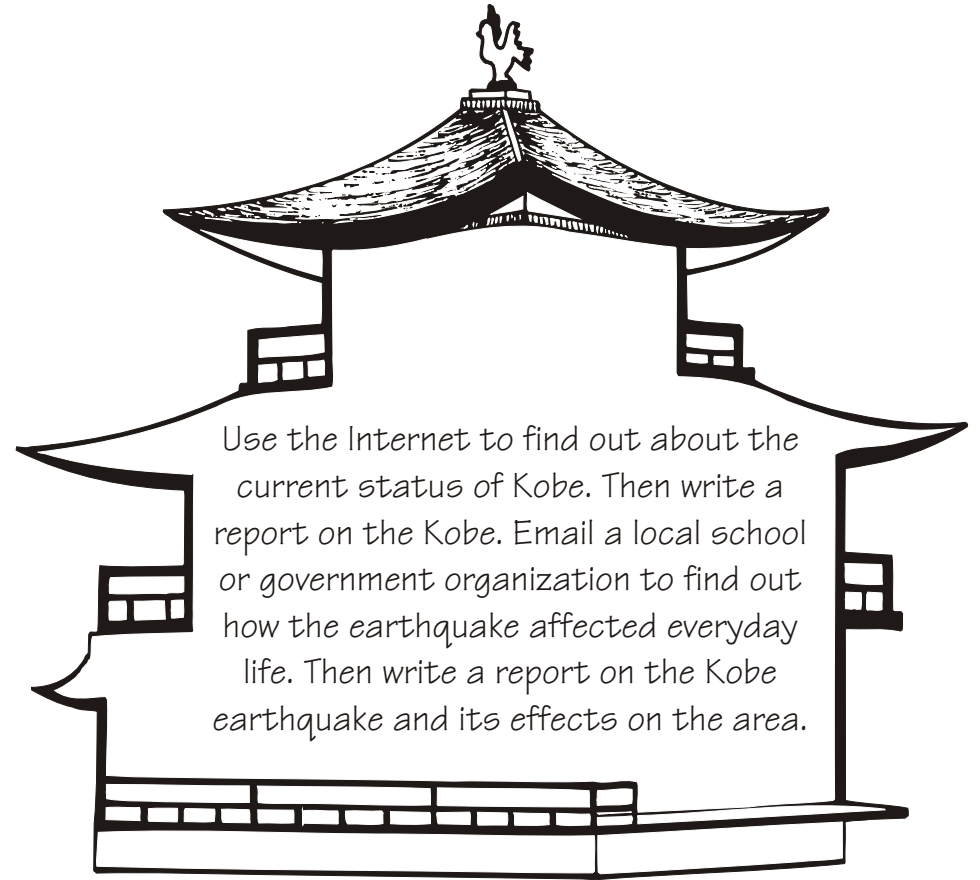 Use the Internet to find out about the
current status of Kobe. Then write a
report on the Kobe. Email a local school
or government organization to find out
how the earthquake affected everyday
life. Then write a report on the Kobe
earthquake and its effects on the area.